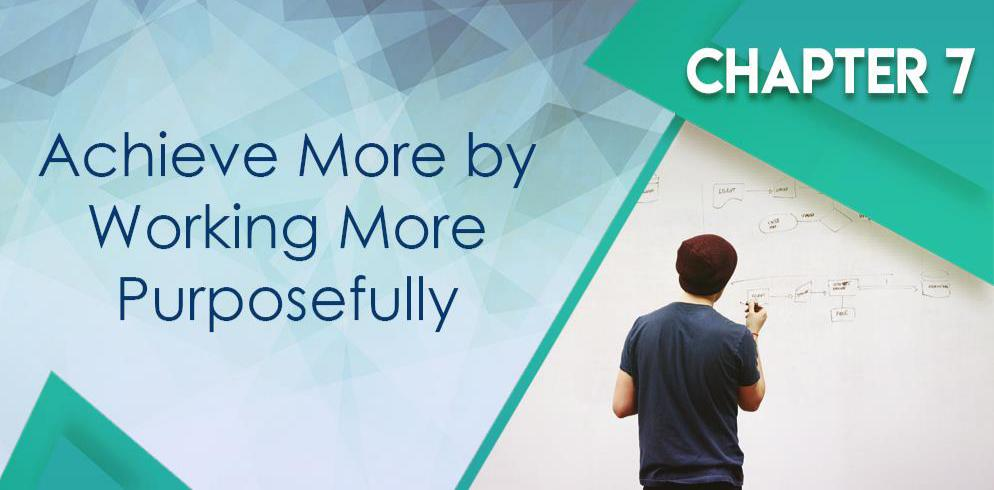 CHAPTER 7
Achieve More by
Working More
Purposefully